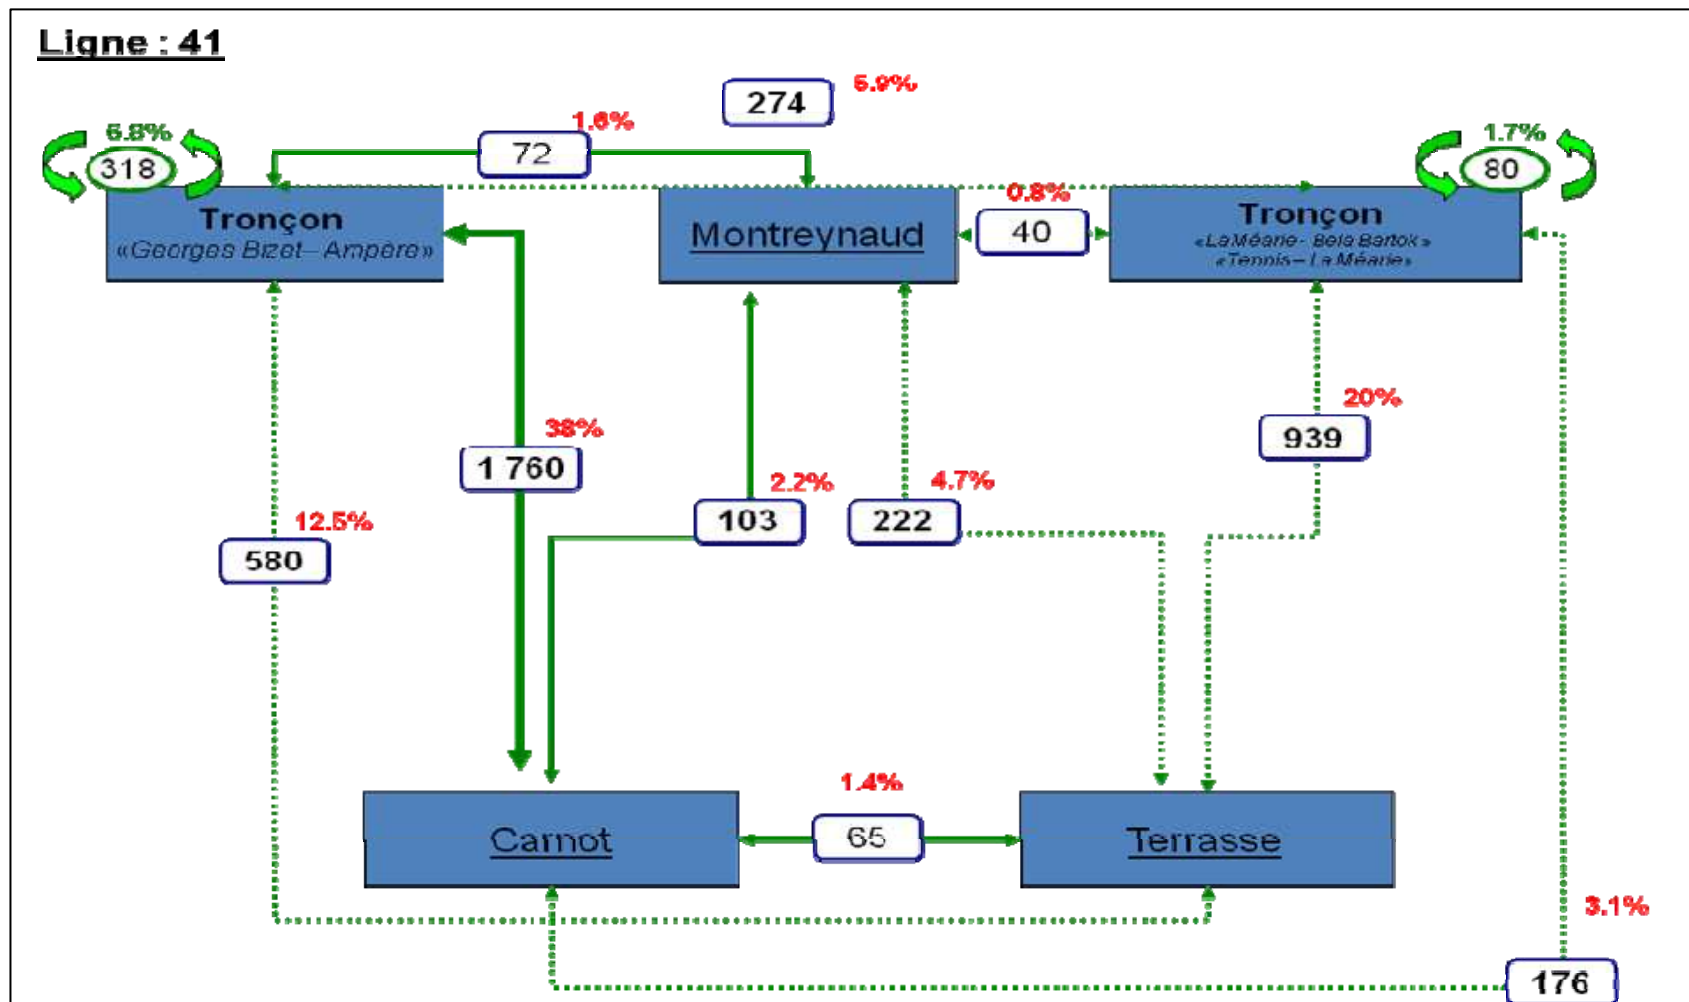 Ligne : 41
274
5.9%
1.6%
72
6.8%
318
1.7%
80
Tronçon
«Georges Bizet – Ampère»
Montreynaud
0.8%
40
Tronçon
«La Méarie - Bela Bartok»
«Tennis – La Méarie»
38%
1 760
20%
939
2.2%
103
4.7%
222
12.5%
580
1.4%
Carnot
65
Terrasse
3.1%
176